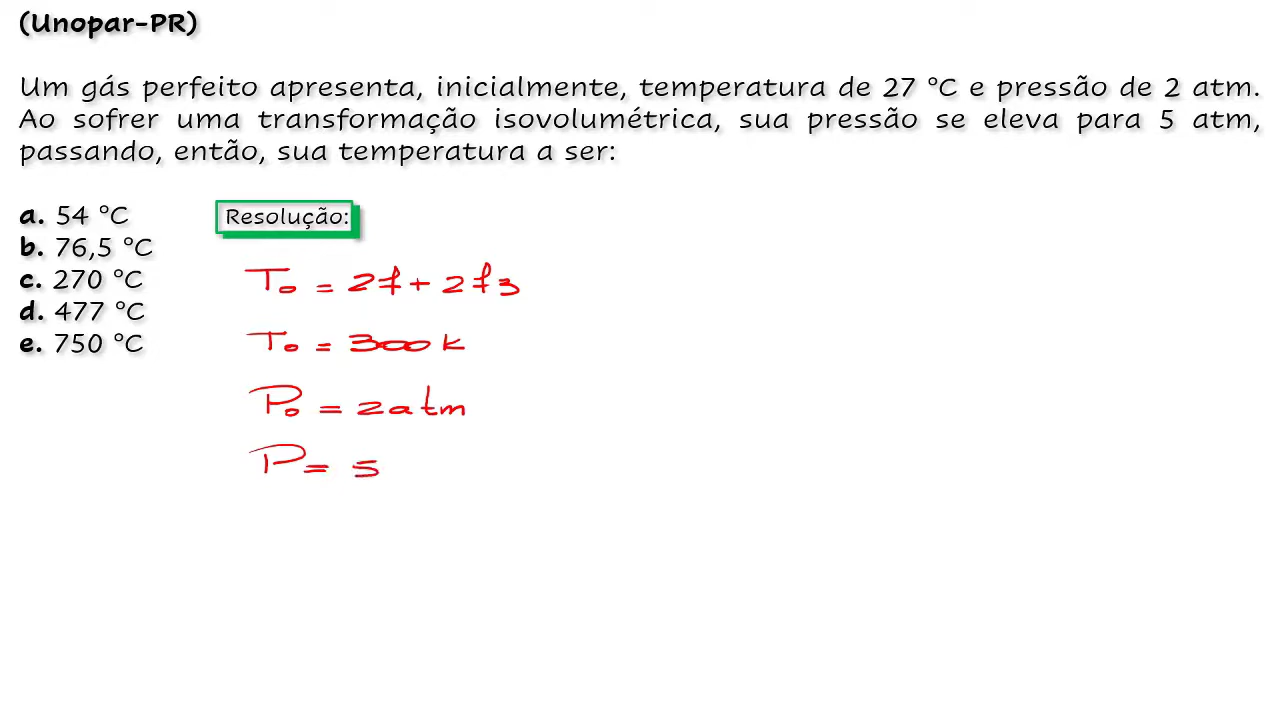 (Unopar-PR)
Um gás perfeito apresenta, inicialmente, temperatura de 27 °C e pressão de 2 atm.
Ao sofrer uma transformação isovolumétrica, sua pressão se eleva para 5 atm,
passando, então, sua temperatura a ser:
a. 54 °C
b. 76,5 °C
c. 270 °C
d. 477 °C
e. 750 °C
Resolução:
T₀ = 27 + 273
T₀ = 300 K
P₀ = 2 atm
P = 5